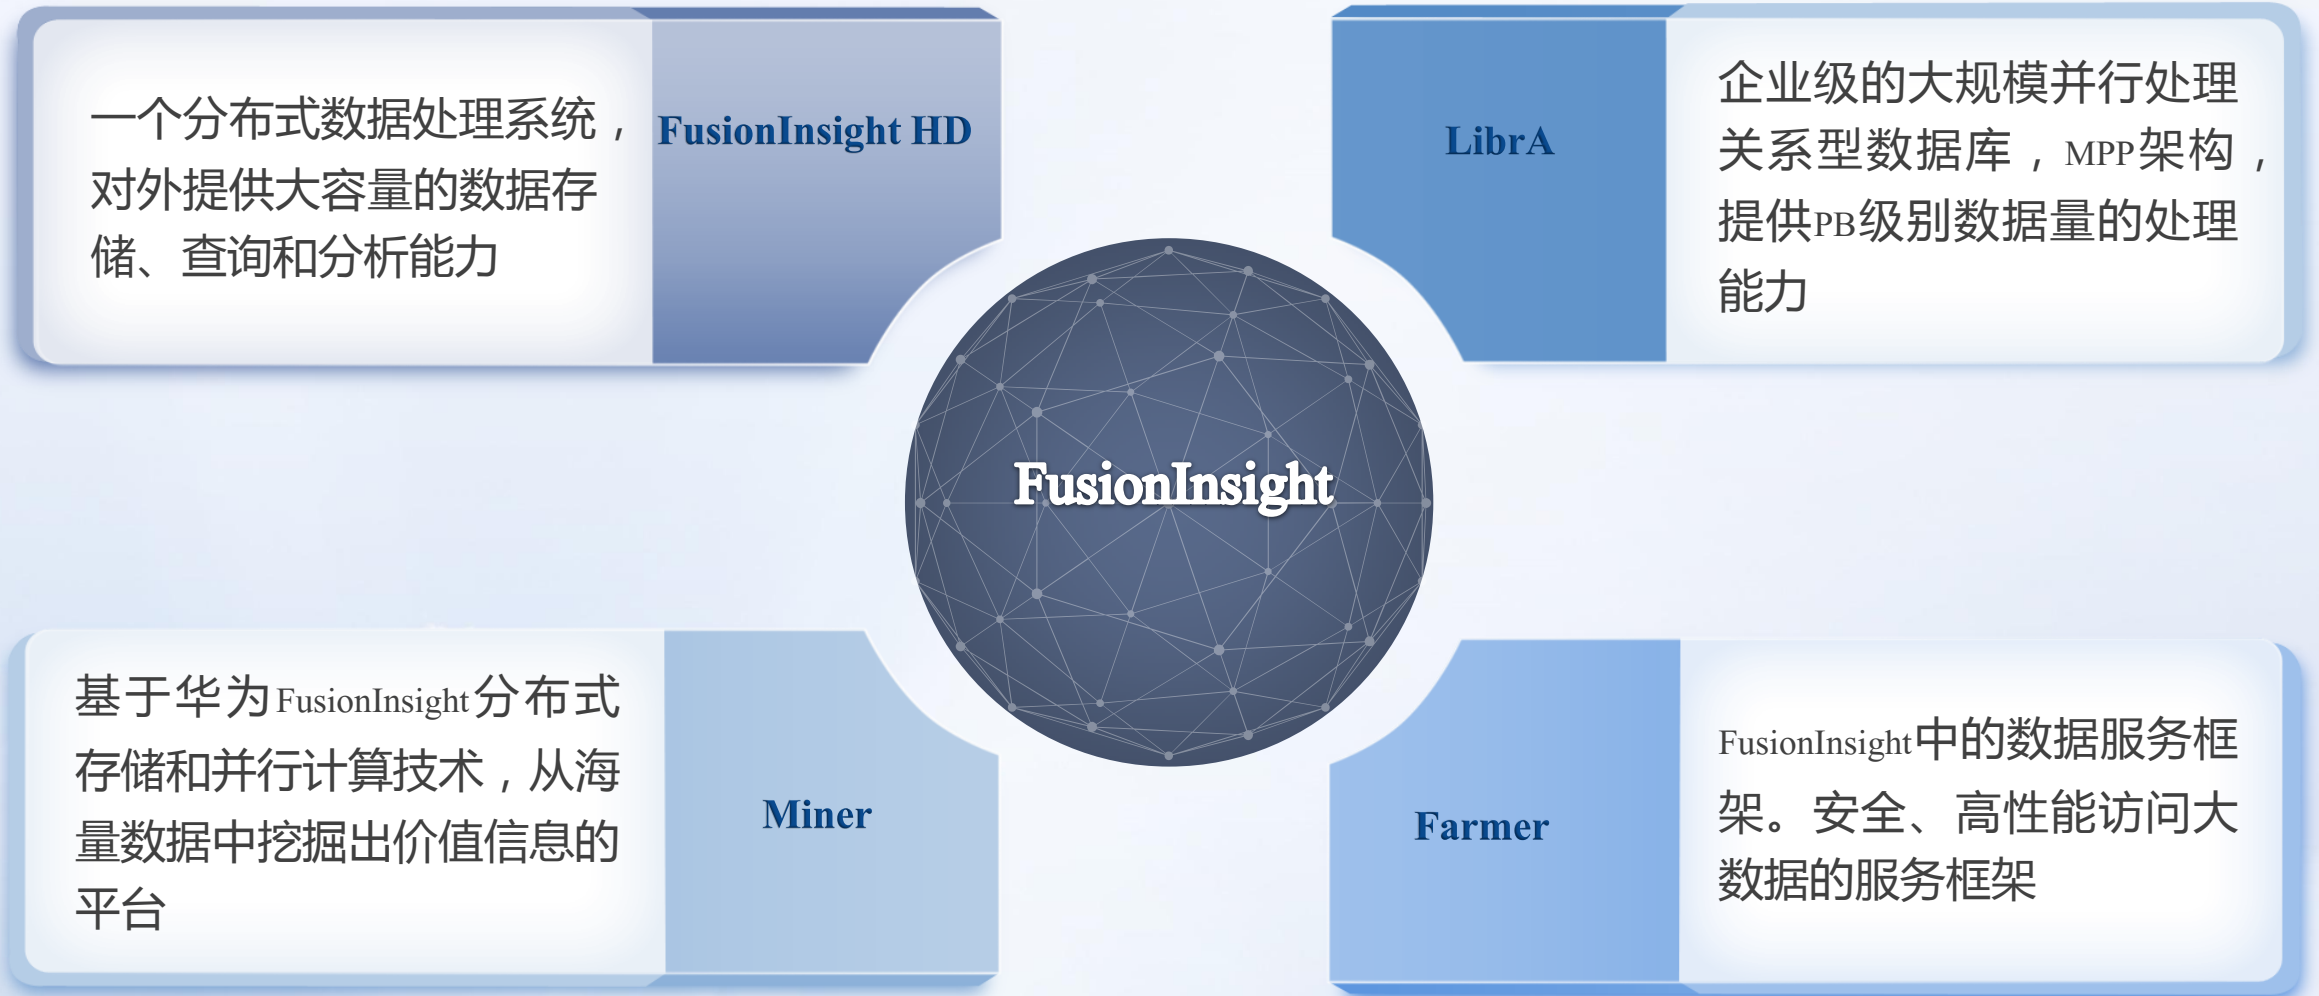 一个分布式数据处理系统，
对外提供大容量的数据存
储、查询和分析能力
FusionInsight HD
LibrA
企业级的大规模并行处理
关系型数据库，MPP架构，
提供PB级别数据量的处理
能力
FusionInsight
基于华为FusionInsight分布式
存储和并行计算技术，从海
量数据中挖掘出价值信息的
平台
Miner
Farmer
FusionInsight中的数据服务框
架。安全、高性能访问大
数据的服务框架